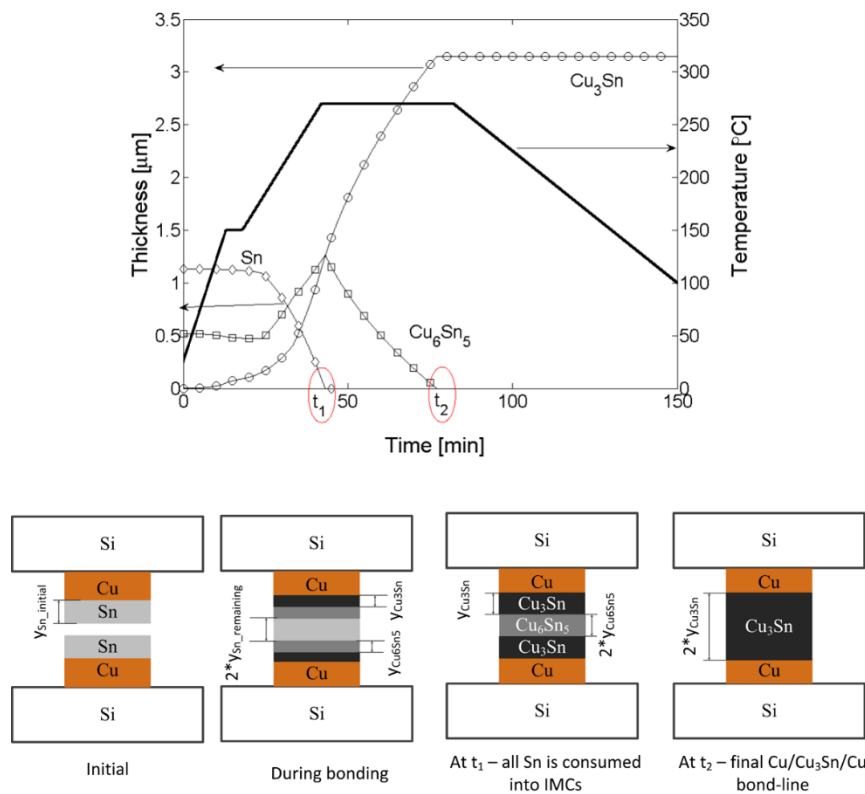 3.5
350
3
300
Cu3Sn
2.5
250
2
200
Thickness [μm]
Temperature [°C]
1.5
150
Sn
1
100
Cu6Sn5
0.5
50
0
0
0
t1
50
t2
100
150
Time [min]
Si
Si
Si
Si
Cu
Cu
Cu
Cu
ySn_initial
Sn
Sn
Cu
2*ySn_remaining
yCu3Sn
yCu6Sn5
Cu
yCu3Sn
Cu3Sn
Cu6Sn5
Cu3Sn
2*yCu6Sn5
Cu
2*yCu3Sn
Cu3Sn
Cu
Si
Si
Si
Si
Initial
During bonding
At t1 – all Sn is consumed
into IMCs
At t2 – final Cu/Cu3Sn/Cu
bond-line